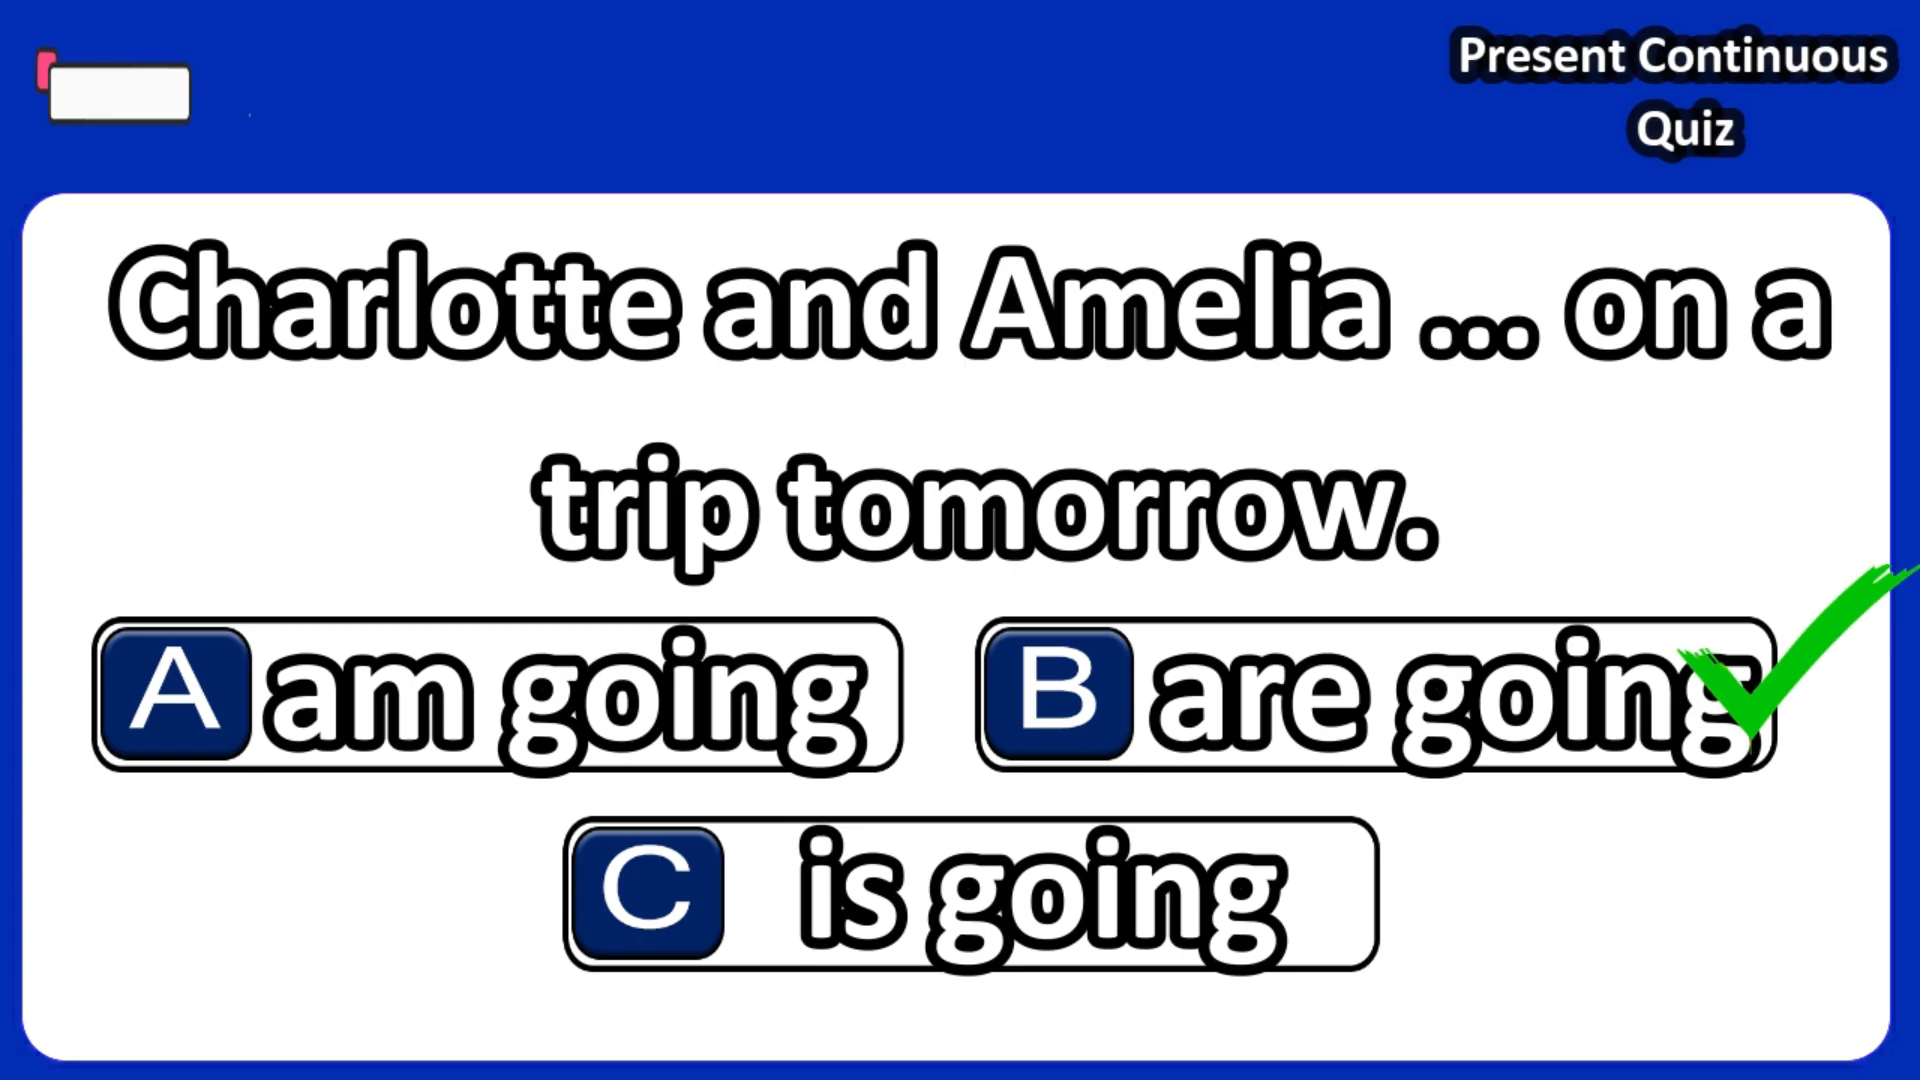 Present Continuous
Quiz
Charlotte and Amelia ... on a
trip tomorrow.
A am going
B are going
C is going